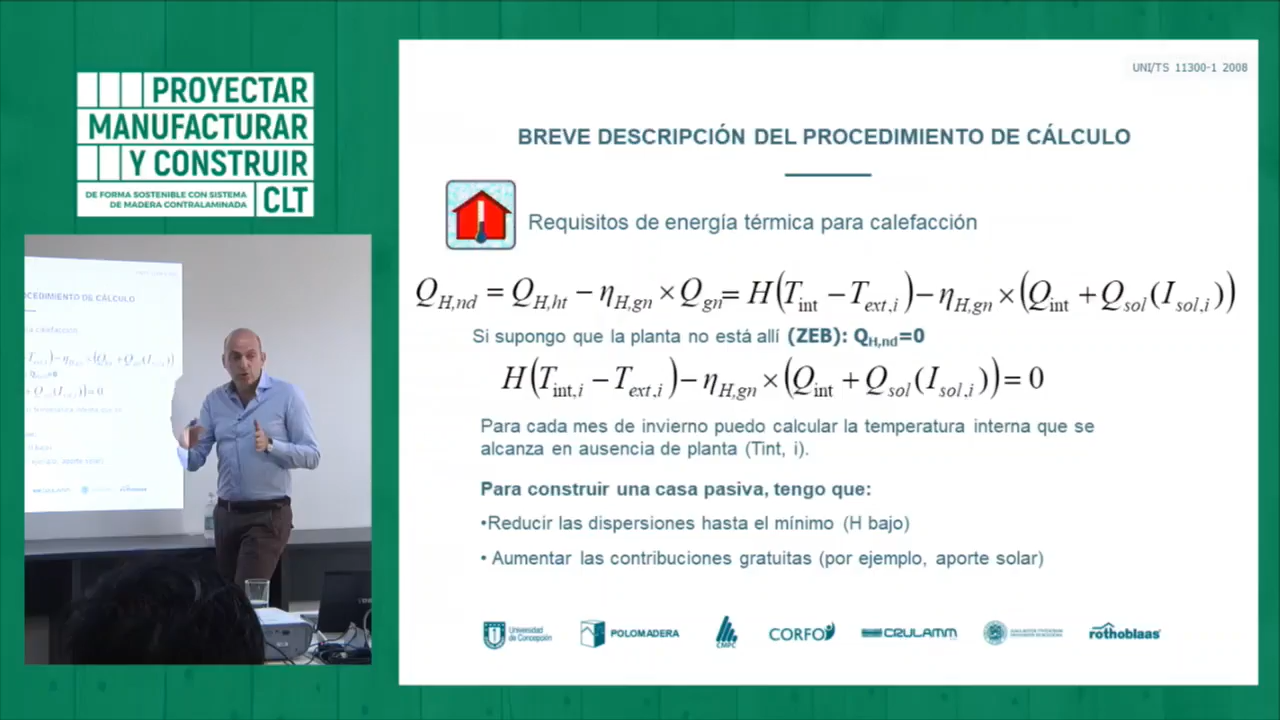 PROYECTAR
MANUFACTURAR
Y CONSTRUIR
DE FORMA SOSTENIBLE CON SISTEMA
DE MADERA CONTRALAMINADA
CLT
UNI/TS 11300-1 2008
BREVE DESCRIPCIÓN DEL PROCEDIMIENTO DE CÁLCULO
Requisitos de energía térmica para calefacción
Q_{H,nd} = Q_{H,ht} − η_{H,gn} × Q_{gn} = H(T_{int} − T_{ext,i}) − η_{H,gn} × (Q_{int} + Q_{sol}(I_{sol,i}))
Si supongo que la planta no está allí (ZEB): Q_{H,nd}=0
H(T_{int,i} − T_{ext,i}) − η_{H,gn} × (Q_{int} + Q_{sol}(I_{sol,i})) = 0
Para cada mes de invierno puedo calcular la temperatura interna que se
alcanza en ausencia de planta (Tint, i).
Para construir una casa pasiva, tengo que:
•Reducir las dispersiones hasta el mínimo (H bajo)
• Aumentar las contribuciones gratuitas (por ejemplo, aporte solar)
Universidad
de Concepción
POLOMADERA
CMPC
CORFO
CRULAMM
rothoblaas